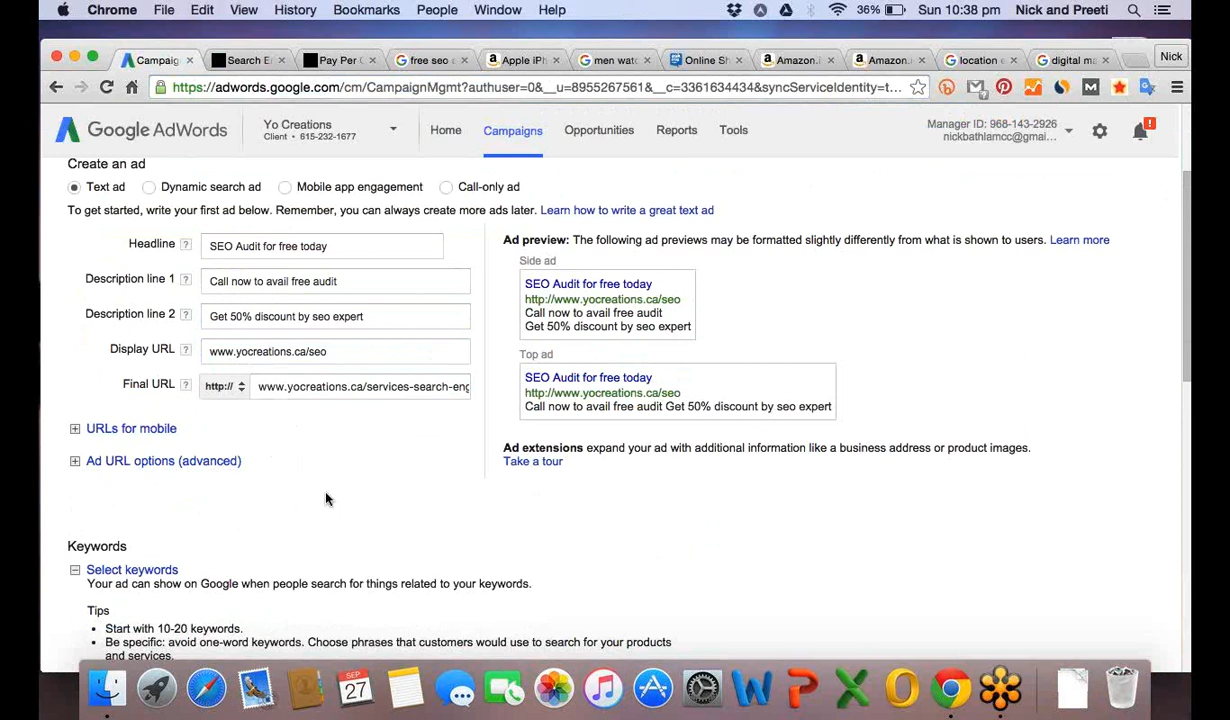 Chrome File Edit View History Bookmarks People Window Help 36% Sun 10:38 pm Nick and Preeti
Campaig Search E Pay Per free seo Apple iPh men watc Online Sh Amazon.i Amazon. location digital ma Nick
https://adwords.google.com/cm/CampaignMgmt?authuser=0&__u=8955267561&__c=3361634434&syncServiceIdentity=t...
Google AdWords
Yo Creations
Client • 615-232-1677
Home Campaigns Opportunities Reports Tools
Manager ID: 968-143-2926
nickbathlamcc@gmai...
!
Create an ad
Text ad Dynamic search ad Mobile app engagement Call-only ad
To get started, write your first ad below. Remember, you can always create more ads later. Learn how to write a great text ad
Headline ? SEO Audit for free today
Description line 1 ? Call now to avail free audit
Description line 2 ? Get 50% discount by seo expert
Display URL ? www.yocreations.ca/seo
Final URL ? http:// www.yocreations.ca/services-search-eng
URLs for mobile
Ad URL options (advanced)
Ad preview: The following ad previews may be formatted slightly differently from what is shown to users. Learn more
Side ad
SEO Audit for free today
http://www.yocreations.ca/seo
Call now to avail free audit
Get 50% discount by seo expert
Top ad
SEO Audit for free today
http://www.yocreations.ca/seo
Call now to avail free audit Get 50% discount by seo expert
Ad extensions expand your ad with additional information like a business address or product images.
Take a tour
Keywords
Select keywords
Your ad can show on Google when people search for things related to your keywords.
Tips
• Start with 10-20 keywords.
• Be specific: avoid one-word keywords. Choose phrases that customers would use to search for your products
and services.
SEP
27
W P X O